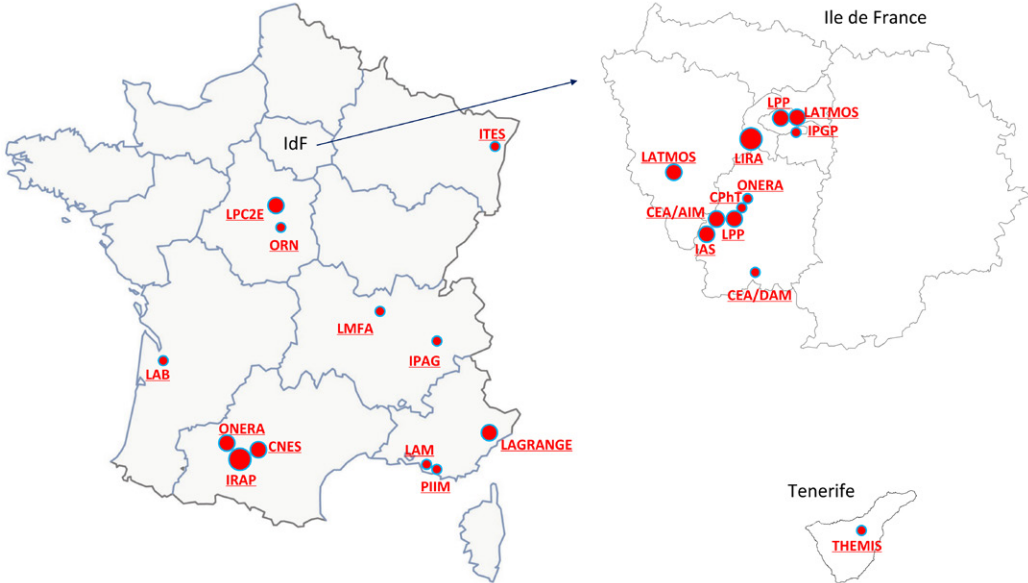 IdF
ITES
LPC2E
ORN
LMFA
IPAG
LAB
ONERA
CNES
IRAP
LAM
PIIM
LAGRANGE
Ile de France
LPP
LATMOS
IPGP
LIRA
LATMOS
ONERA
CPhT
CEA/AIM
LPP
IAS
CEA/DAM
Tenerife
THEMIS